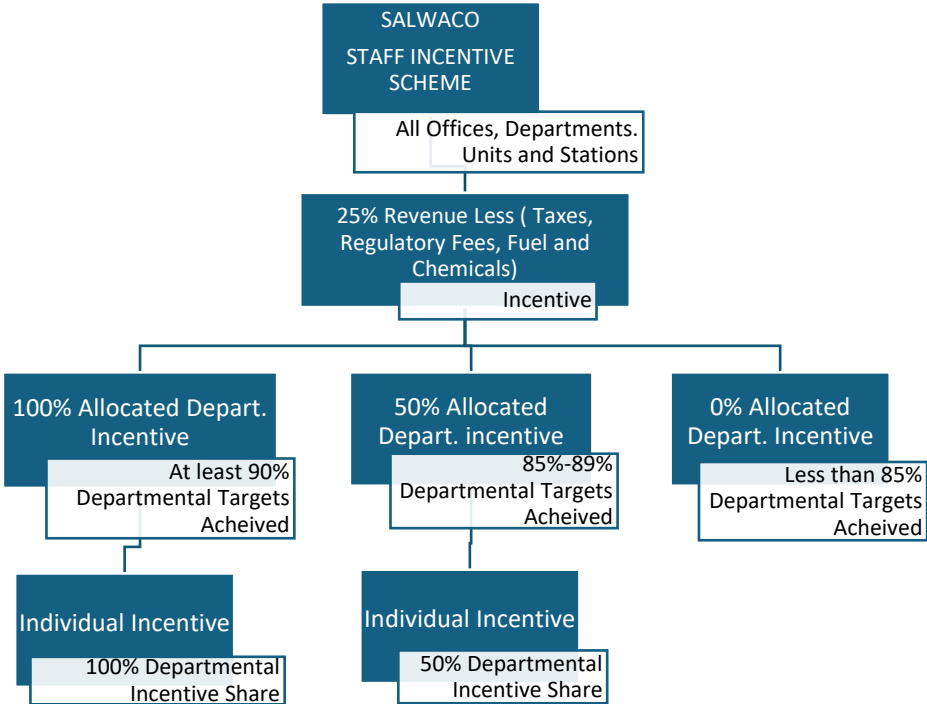 SALWACO
STAFF INCENTIVE
SCHEME
All Offices, Departments.
Units and Stations
25% Revenue Less ( Taxes,
Regulatory Fees, Fuel and
Chemicals)
Incentive
100% Allocated Depart.
Incentive
At least 90%
Departmental Targets
Acheived
50% Allocated
Depart. incentive
85%-89%
Departmental Targets
Acheived
0% Allocated
Depart. Incentive
Less than 85%
Departmental Targets
Acheived
Individual Incentive
100% Departmental
Incentive Share
Individual Incentive
50% Departmental
Incentive Share